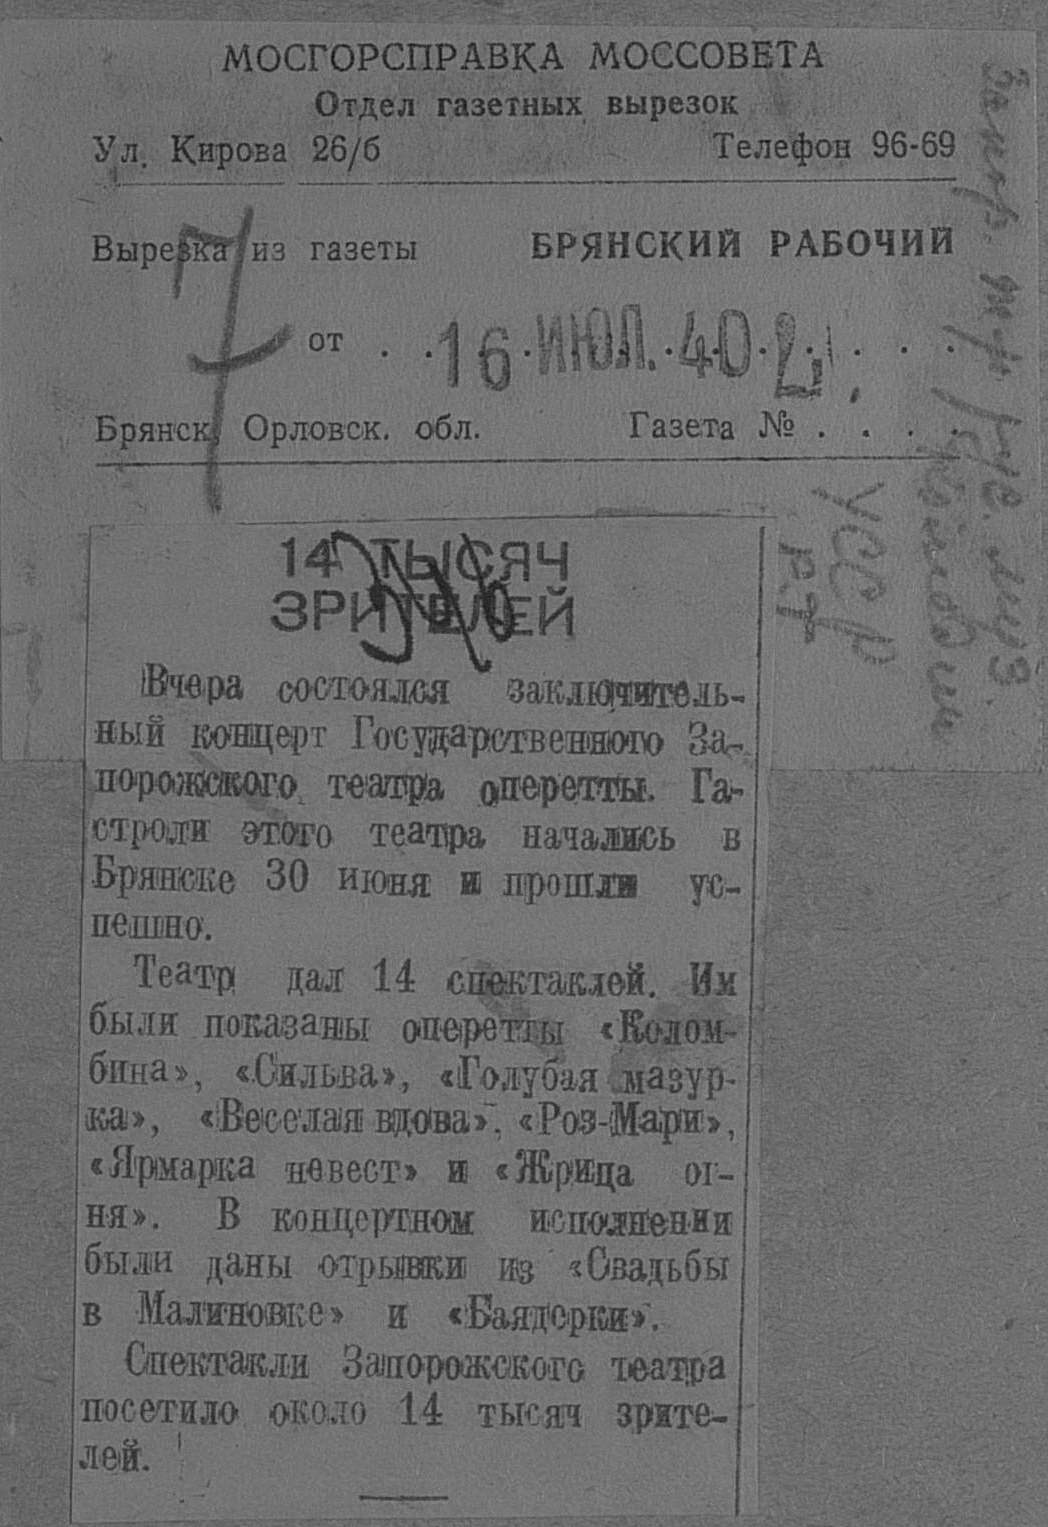 МОСГОРСПРАВКА МОССОВЕТА
Отдел газетных вырезок
Ул. Кирова 26/б Телефон 96-69
Вырезка из газеты БРЯНСКИЙ РАБОЧИЙ
от . . 16 ИЮЛ. 40 . . . .
Брянск, Орловск. обл. Газета № . . . .
7
14 ТЫСЯЧ
ЗРИТЕЛЕЙ
Вчера состоялся заключитель-
ный концерт Государственного За-
порожского театра оперетты. Га-
строли этого театра начались в
Брянске 30 июня и прошли ус-
пешно.
Театр дал 14 спектаклей. Им
были показаны оперетты «Колом-
бина», «Сильва», «Голубая мазур-
ка», «Веселая вдова», «Роз-Мари»,
«Ярмарка невест» и «Жрица ог-
ня». В концертном исполнении
были даны отрывки из «Свадьбы
в Малиновке» и «Баядерки».
Спектакли Запорожского театра
посетило около 14 тысяч зрите-
лей.
УССР